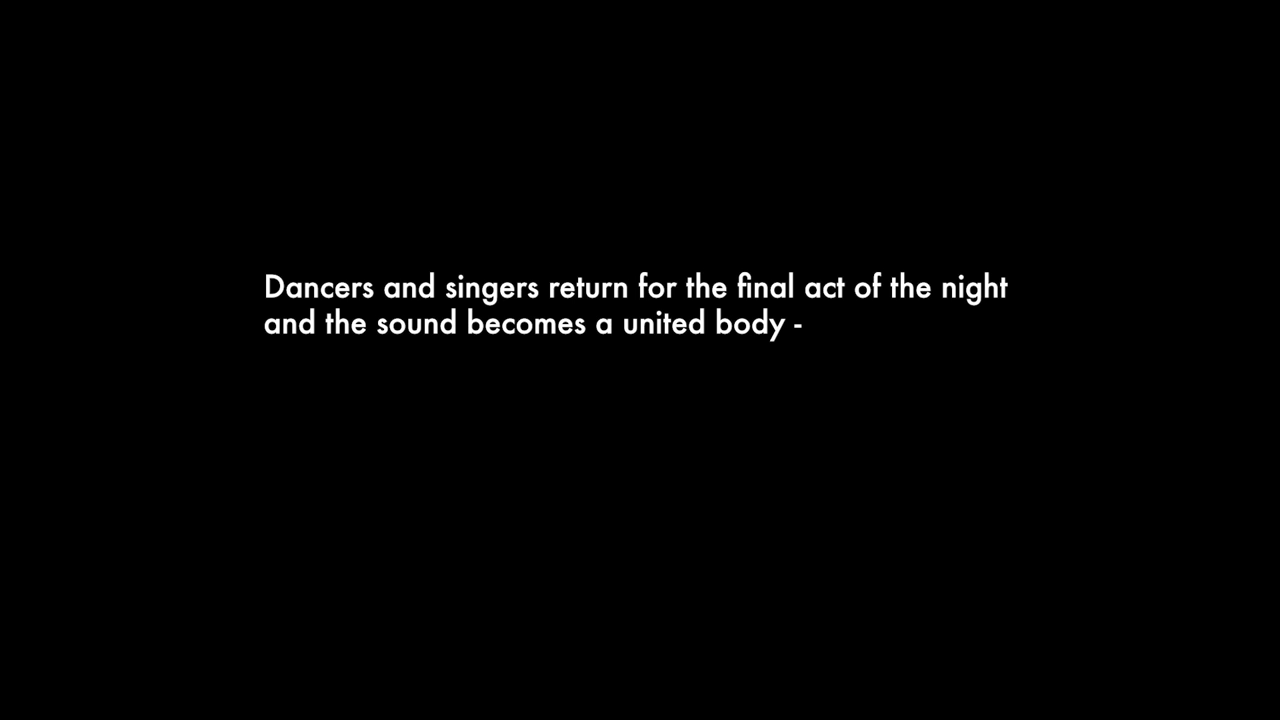 Dancers and singers return for the final act of the night
and the sound becomes a united body -